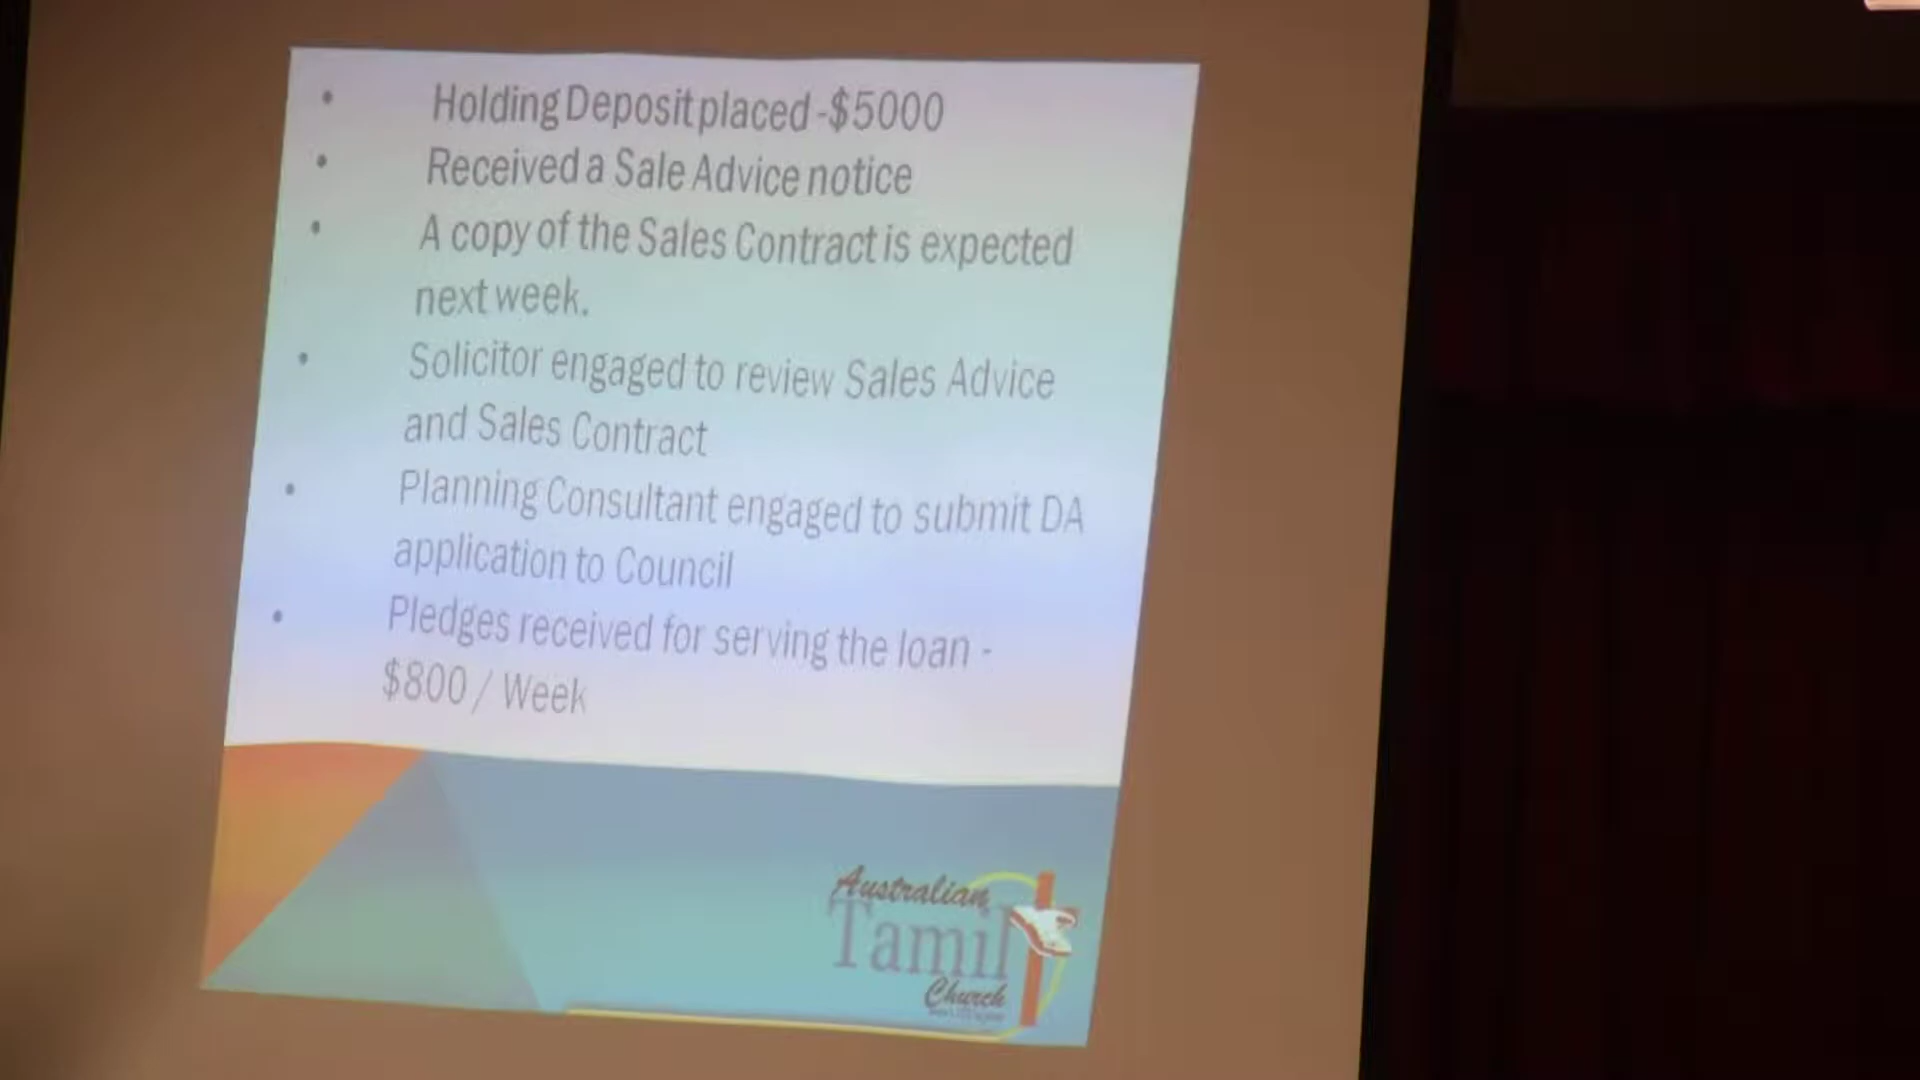 • Holding Deposit placed -$5000
• Received a Sale Advice notice
• A copy of the Sales Contract is expected
next week.
• Solicitor engaged to review Sales Advice
and Sales Contract
• Planning Consultant engaged to submit DA
application to Council
• Pledges received for serving the loan -
$800 / Week
Australian
Tamil
Church